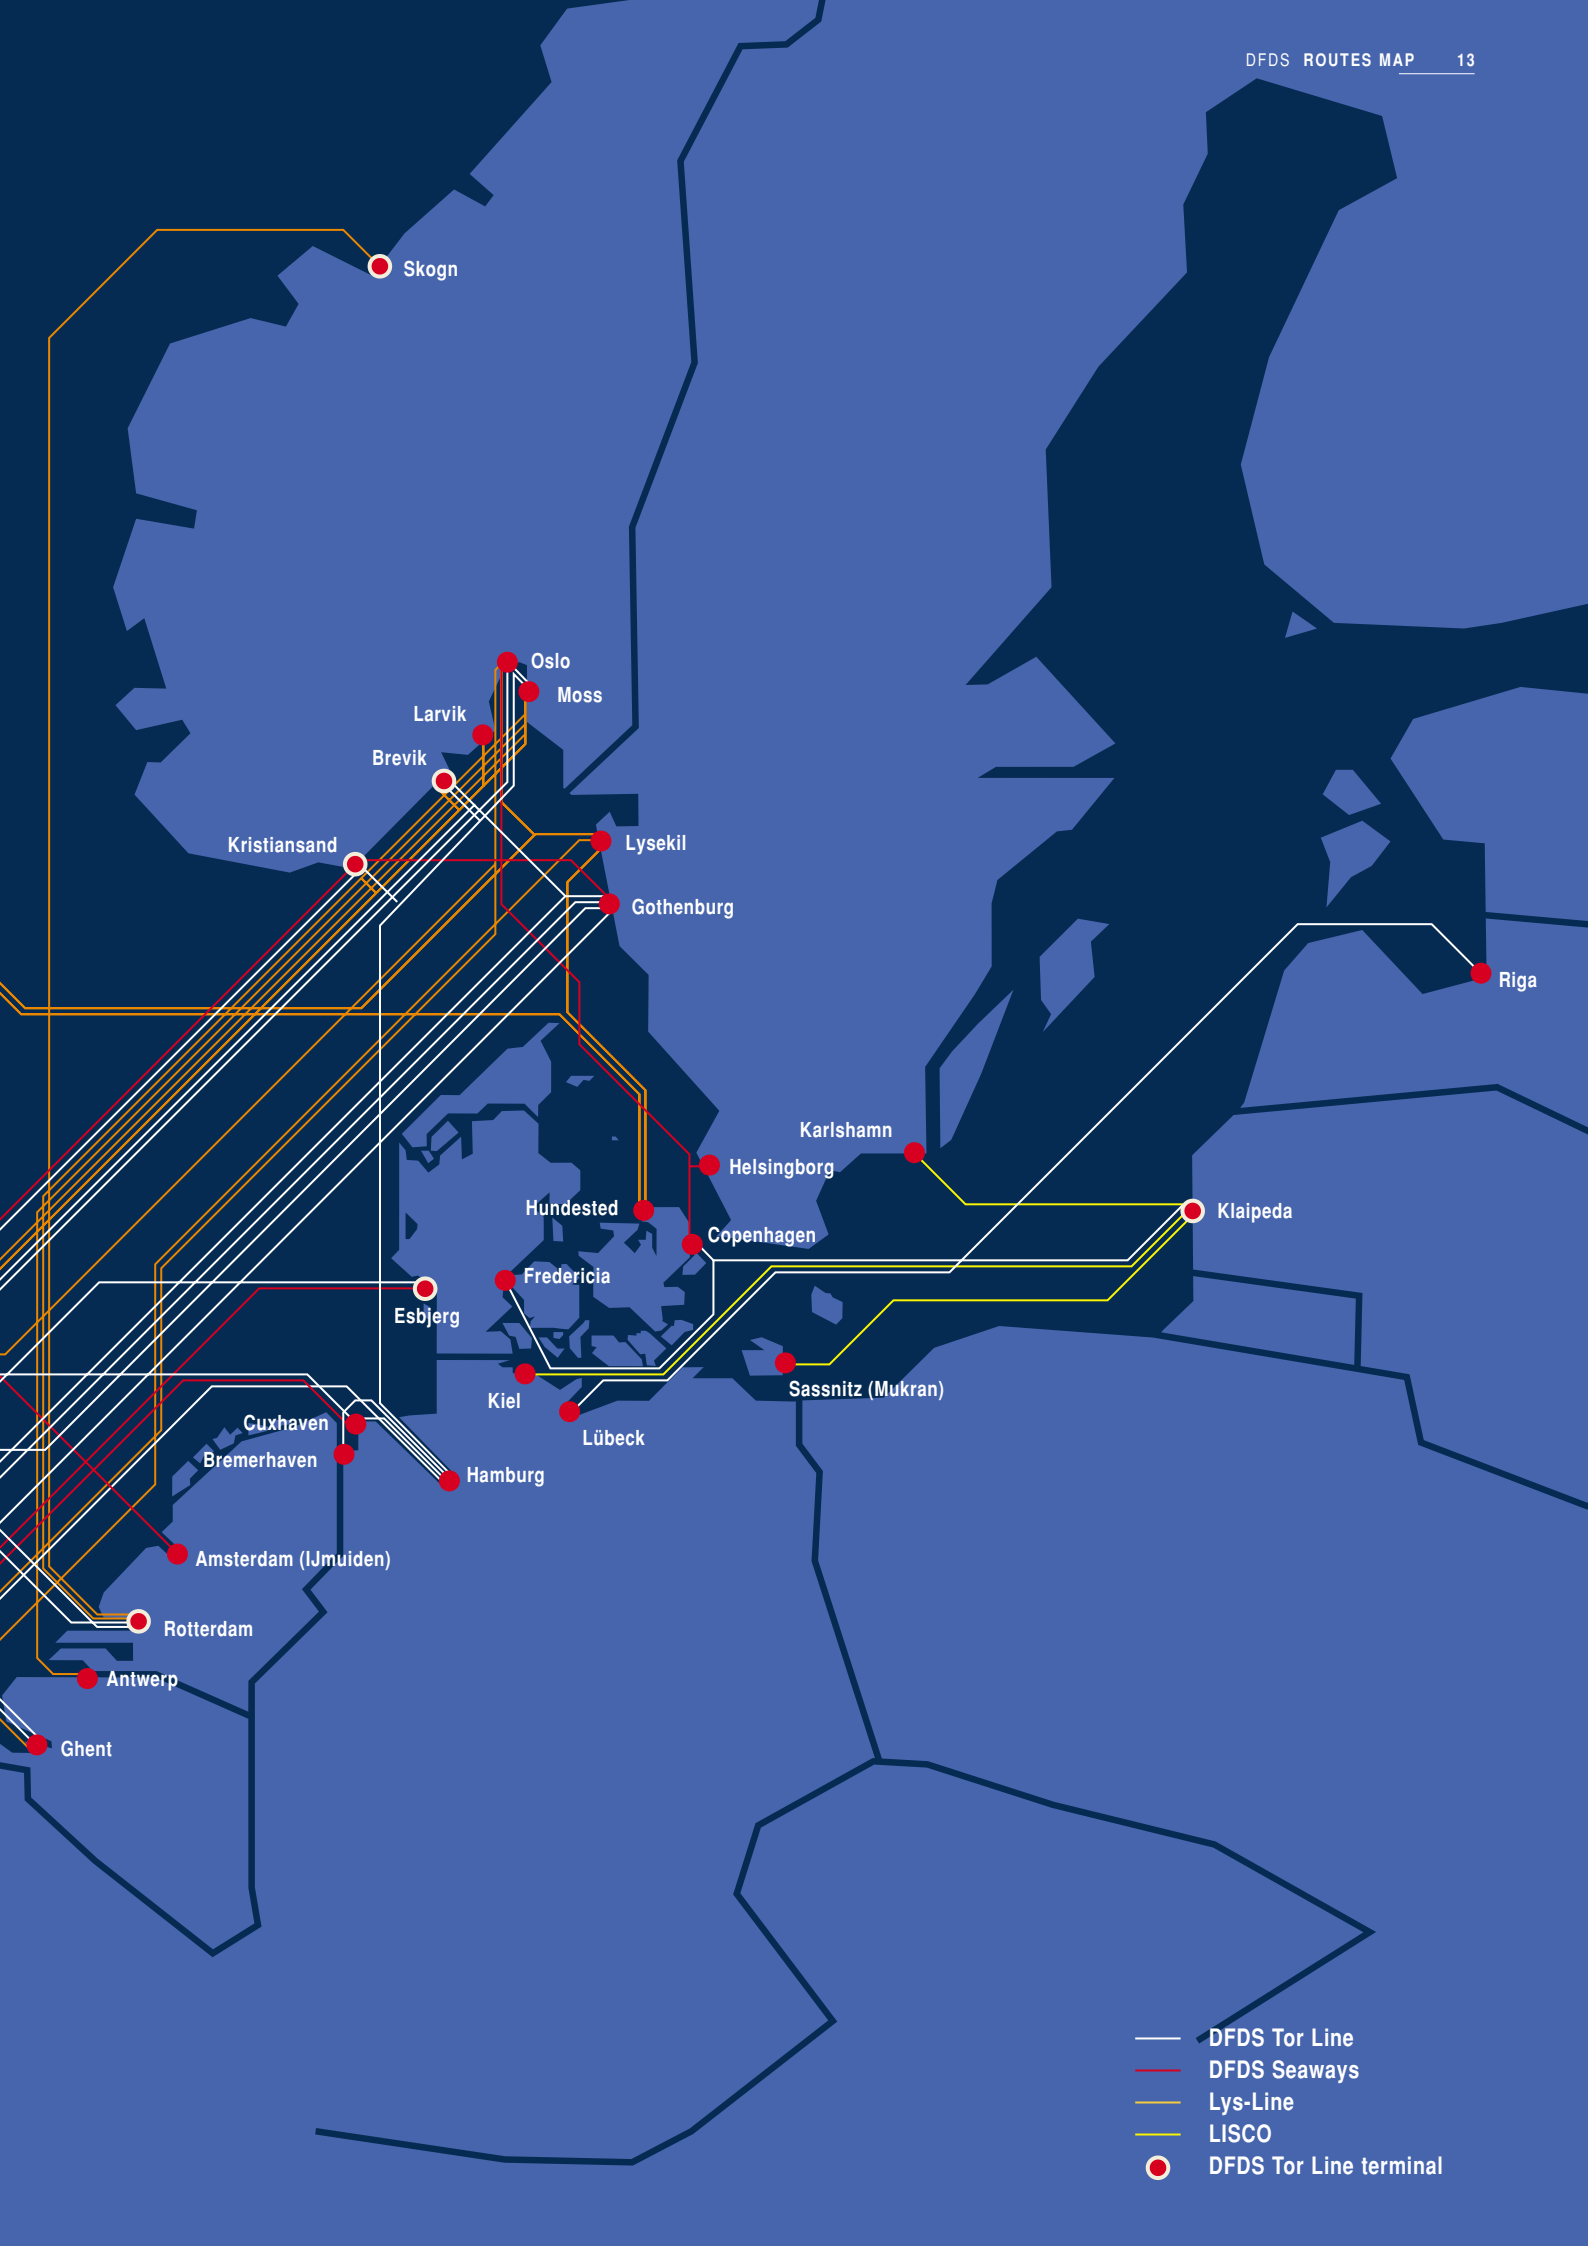 DFDS ROUTES MAP 13
Skogn
Oslo
Moss
Larvik
Brevik
Kristiansand
Lysekil
Gothenburg
Riga
Karlshamn
Helsingborg
Hundested
Klaipeda
Copenhagen
Fredericia
Esbjerg
Sassnitz (Mukran)
Kiel
Cuxhaven
Lübeck
Bremerhaven
Hamburg
Amsterdam (IJmuiden)
Rotterdam
Antwerp
Ghent
DFDS Tor Line
DFDS Seaways
Lys-Line
LISCO
DFDS Tor Line terminal